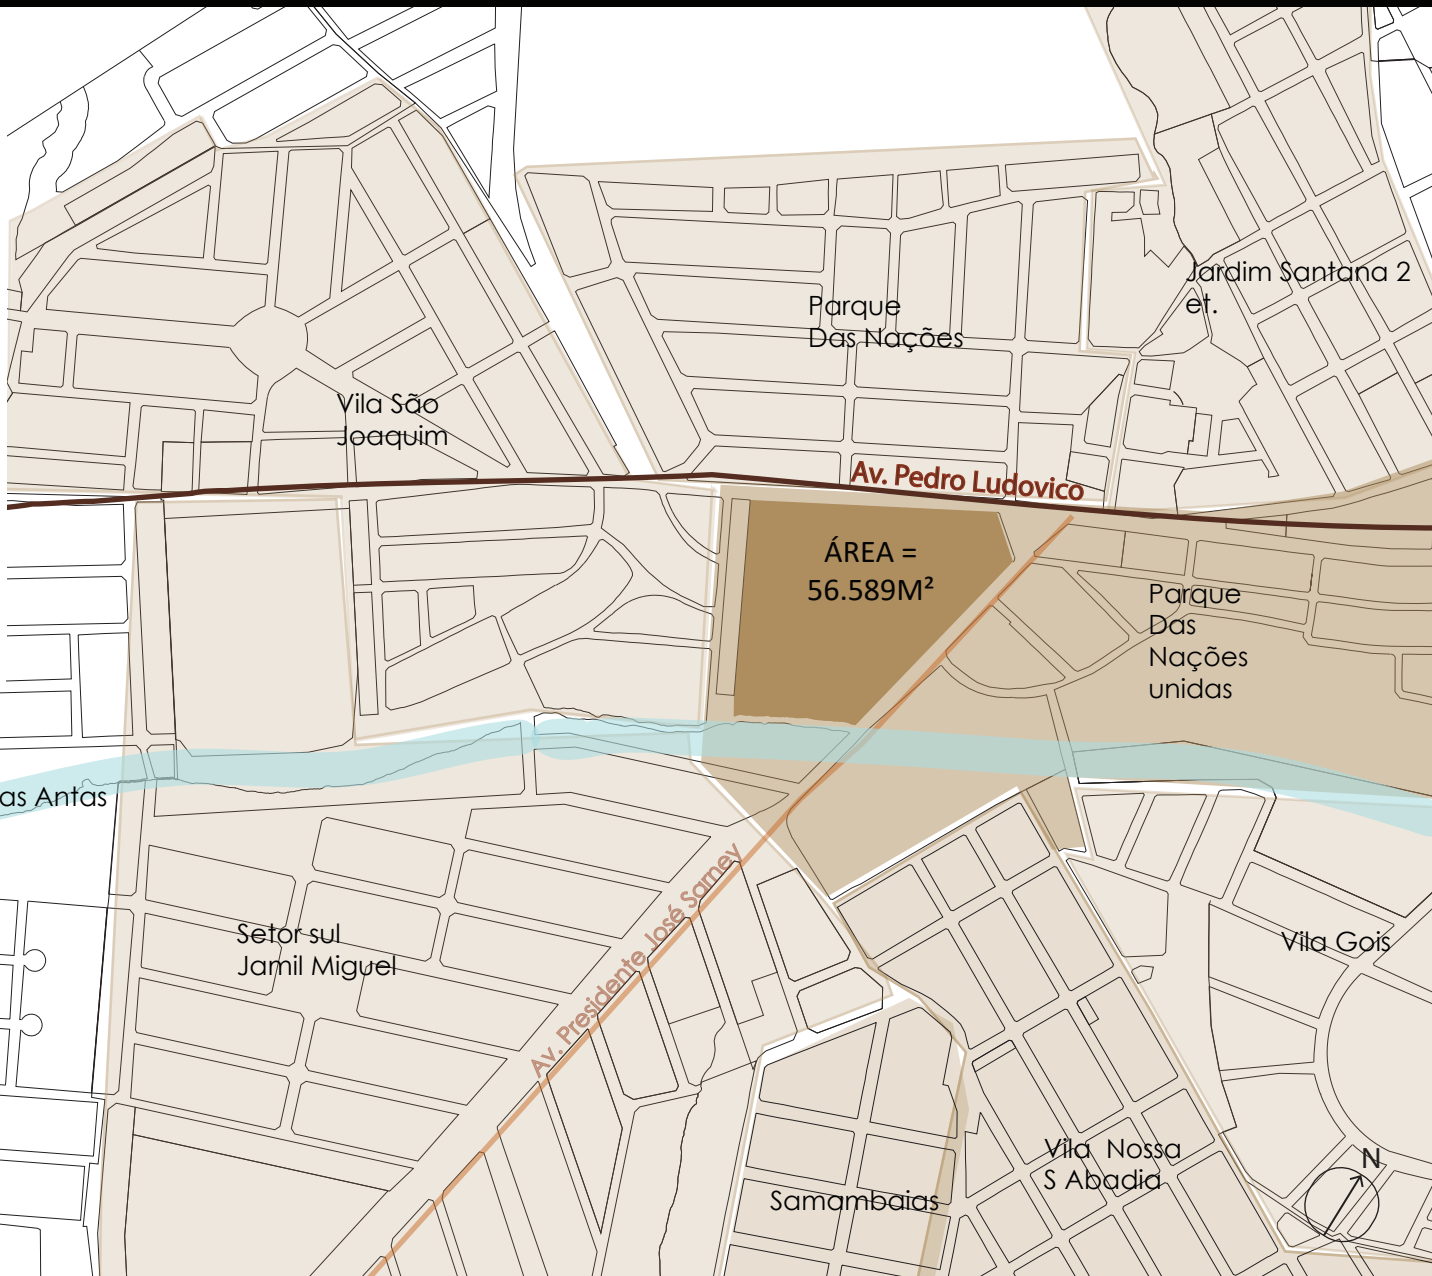 Jardim Santana 2
et.
Parque
Das Nações
Vila São
Joaquim
Av. Pedro Ludovico
ÁREA =
56.589M²
Parque
Das
Nações
unidas
as Antas
Av. Presidente José Sarney
Setor sul
Jamil Miguel
Vila Gois
Vila Nossa
S Abadia
N
Samambaias